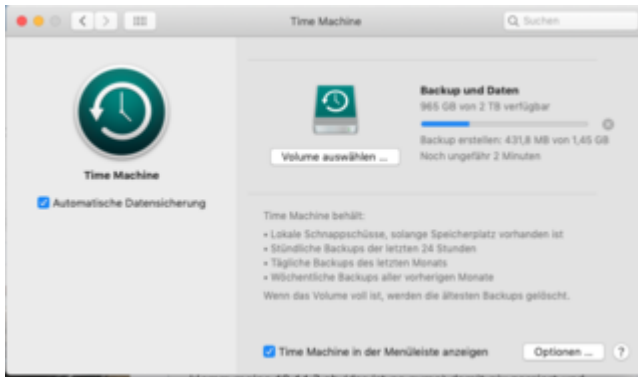 Time Machine
Suchen
Backup und Daten
965 GB von 2 TB verfügbar
Backup erstellen: 431,8 MB von 1,45 GB
Noch ungefähr 2 Minuten
Volume auswählen ...
Time Machine
Automatische Datensicherung
Time Machine behält:
• Lokale Schnappschüsse, solange Speicherplatz vorhanden ist
• Stündliche Backups der letzten 24 Stunden
• Tägliche Backups des letzten Monats
• Wöchentliche Backups aller vorherigen Monate
Wenn das Volume voll ist, werden die ältesten Backups gelöscht.
Time Machine in der Menüleiste anzeigen
Optionen ...
?